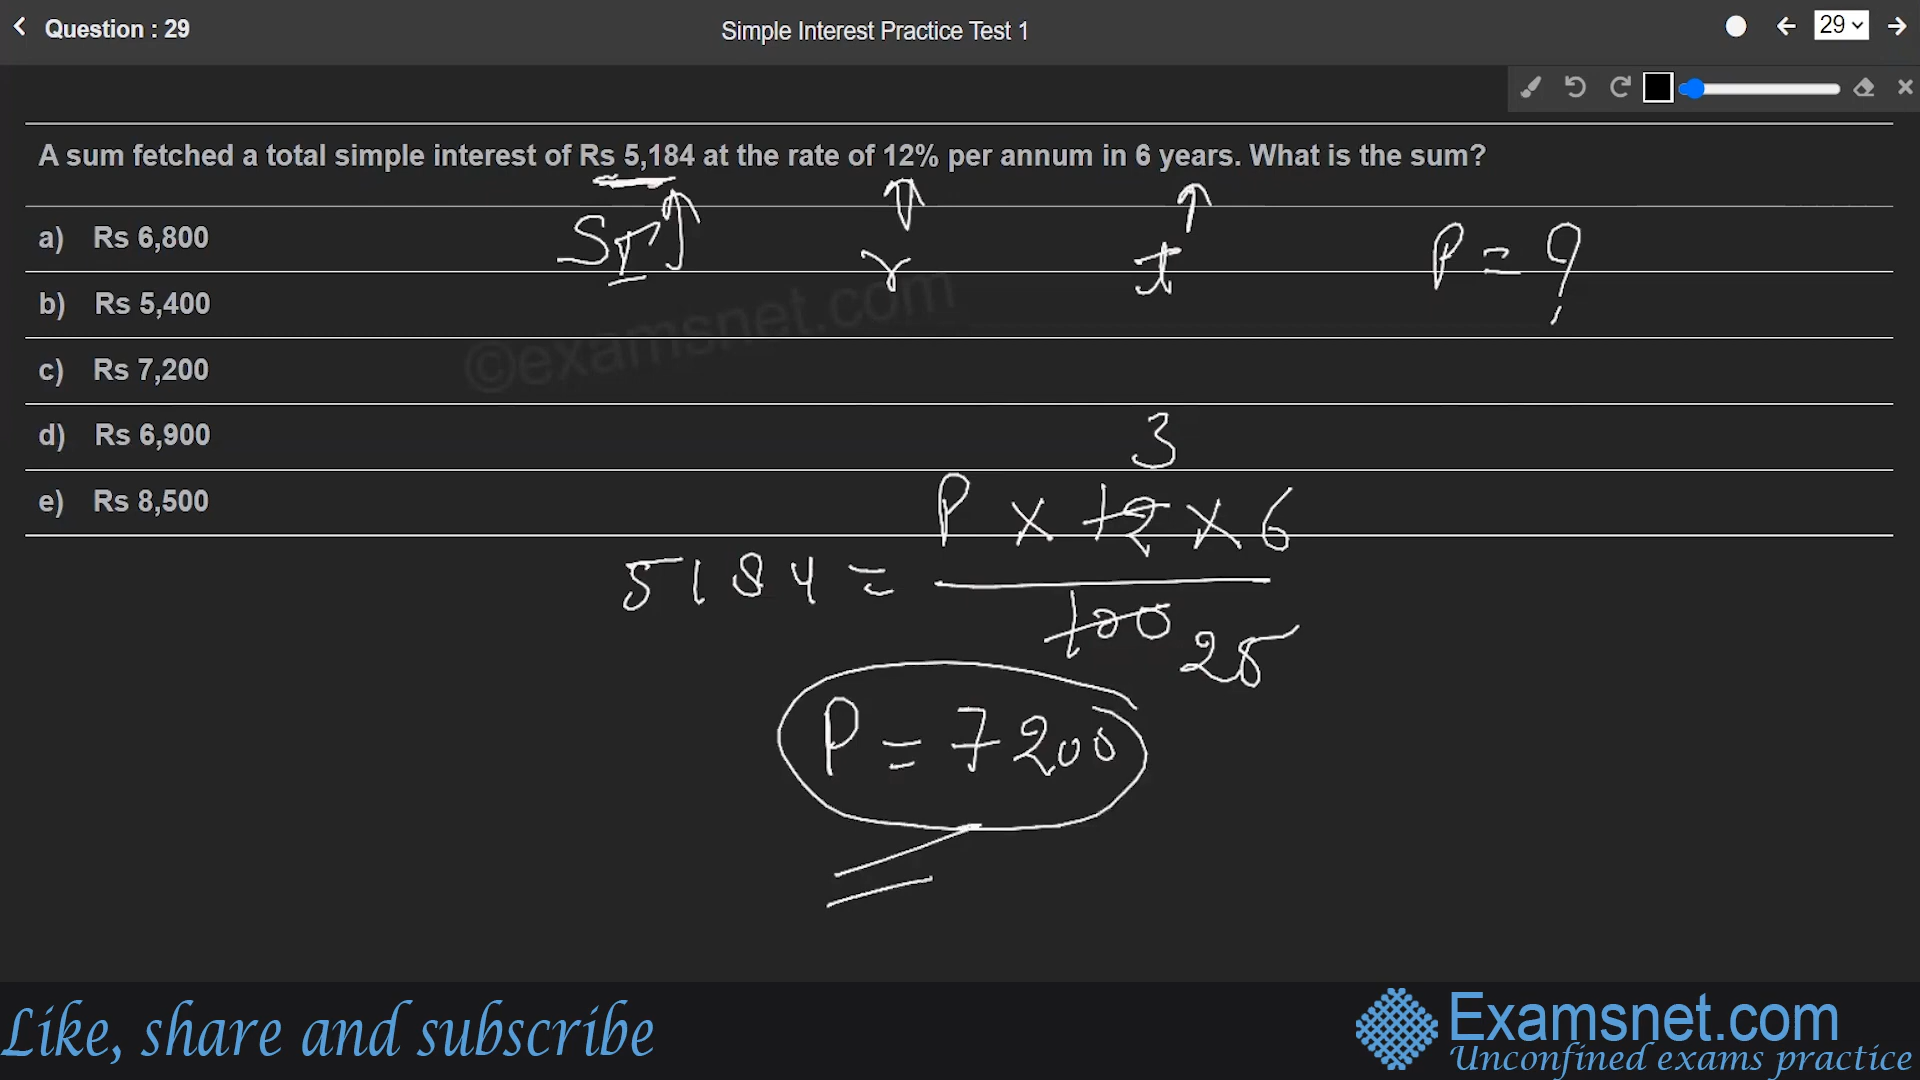 Question : 29
Simple Interest Practice Test 1
29
A sum fetched a total simple interest of Rs 5,184 at the rate of 12% per annum in 6 years. What is the sum?
SI r t P = ?
a) Rs 6,800
b) Rs 5,400
c) Rs 7,200
d) Rs 6,900
e) Rs 8,500
©examsnet.com
3
P × 12 × 6
5184 =
100 25
P = 7200
Like, share and subscribe
Examsnet.com
Unconfined exams practice